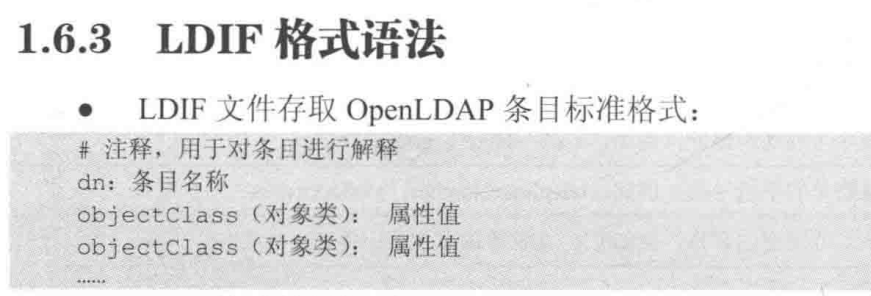 1.6.3 LDIF 格式语法
● LDIF 文件存取 OpenLDAP 条目标准格式：
# 注释，用于对条目进行解释
dn：条目名称
objectClass（对象类）： 属性值
objectClass（对象类）： 属性值
……